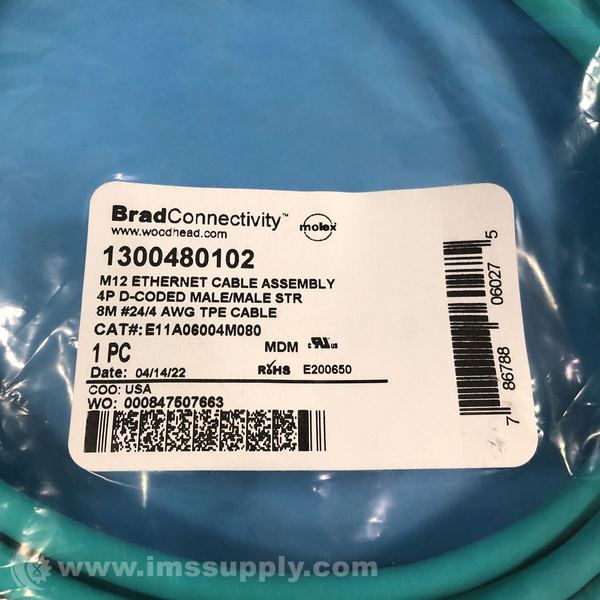 BradConnectivity™
www.woodhead.com
molex
1300480102
M12 ETHERNET CABLE ASSEMBLY
4P D-CODED MALE/MALE STR
8M #24/4 AWG TPE CABLE
CAT#: E11A06004M080
1 PC
MDM
c UL us
Date: 04/14/22
RoHS E200650
COO: USA
WO: 000847507663
7 86788 06027 5
www.imssupply.com